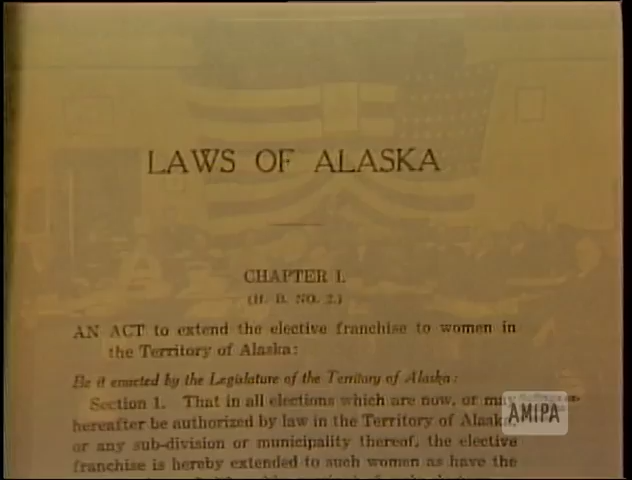 LAWS OF ALASKA
CHAPTER I.
(H. B. NO. 2.)
AN ACT to extend the elective franchise to women in
the Territory of Alaska:
Be it enacted by the Legislature of the Territory of Alaska:
Section 1. That in all elections which are now, or may
hereafter be authorized by law in the Territory of Alaska,
or any sub-division or municipality thereof, the elective
franchise is hereby extended to such women as have the
AMIPA